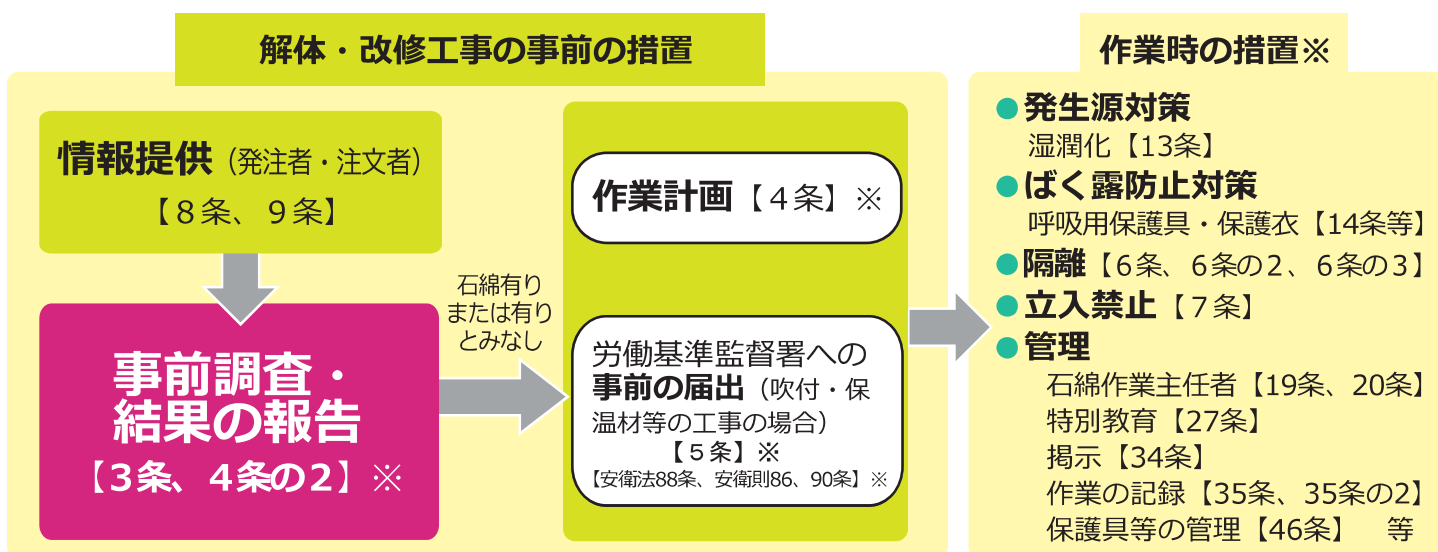 解体・改修工事の事前の措置
情報提供（発注者・注文者）
【８条、９条】
事前調査・
結果の報告
【３条、４条の２】※
石綿有り
または有り
とみなし
作業計画【４条】※
労働基準監督署への
事前の届出（吹付・保
温材等の工事の場合）
【５条】※
【安衛法88条、安衛則86、90条】※
作業時の措置※
●発生源対策
湿潤化【13条】
●ばく露防止対策
呼吸用保護具・保護衣【14条等】
●隔離【６条、６条の２、６条の３】
●立入禁止【７条】
●管理
石綿作業主任者【19条、20条】
特別教育【27条】
掲示【34条】
作業の記録【35条、35条の2】
保護具等の管理【46条】　等